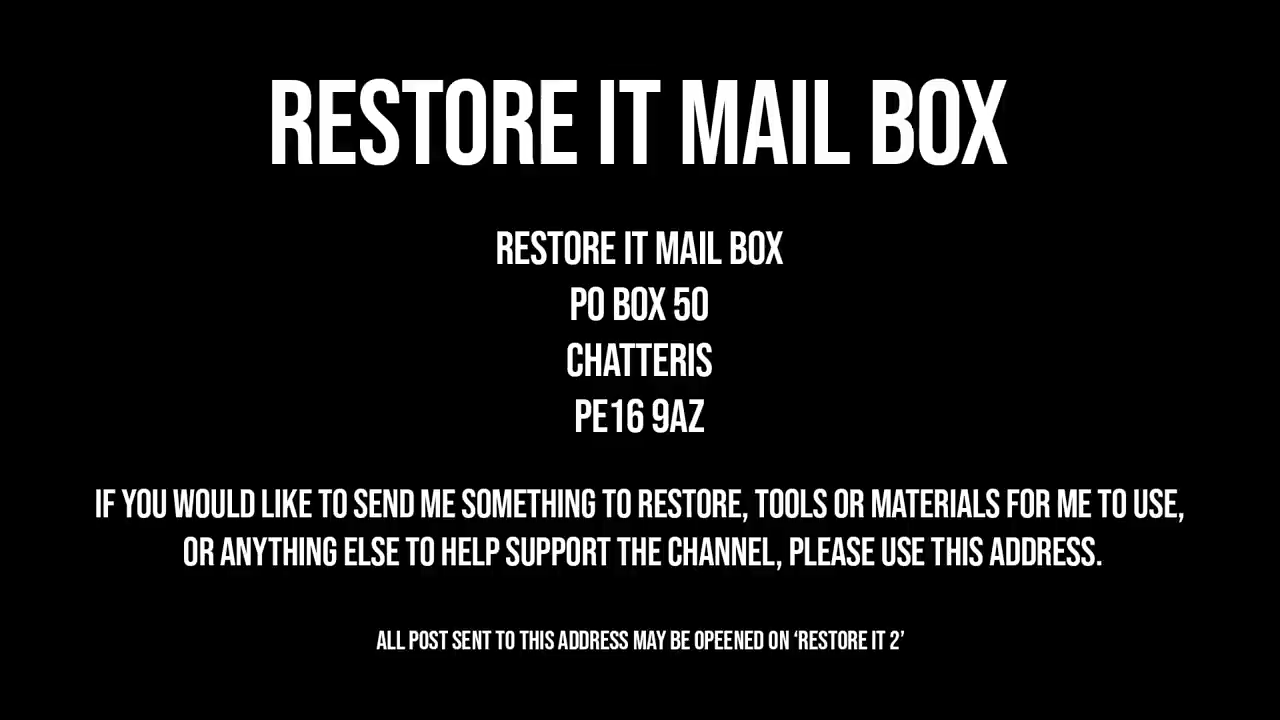 RESTORE IT MAIL BOX
RESTORE IT MAIL BOX
PO BOX 50
CHATTERIS
PE16 9AZ
IF YOU WOULD LIKE TO SEND ME SOMETHING TO RESTORE, TOOLS OR MATERIALS FOR ME TO USE,
OR ANYTHING ELSE TO HELP SUPPORT THE CHANNEL, PLEASE USE THIS ADDRESS.
ALL POST SENT TO THIS ADDRESS MAY BE OPEENED ON ‘RESTORE IT 2’